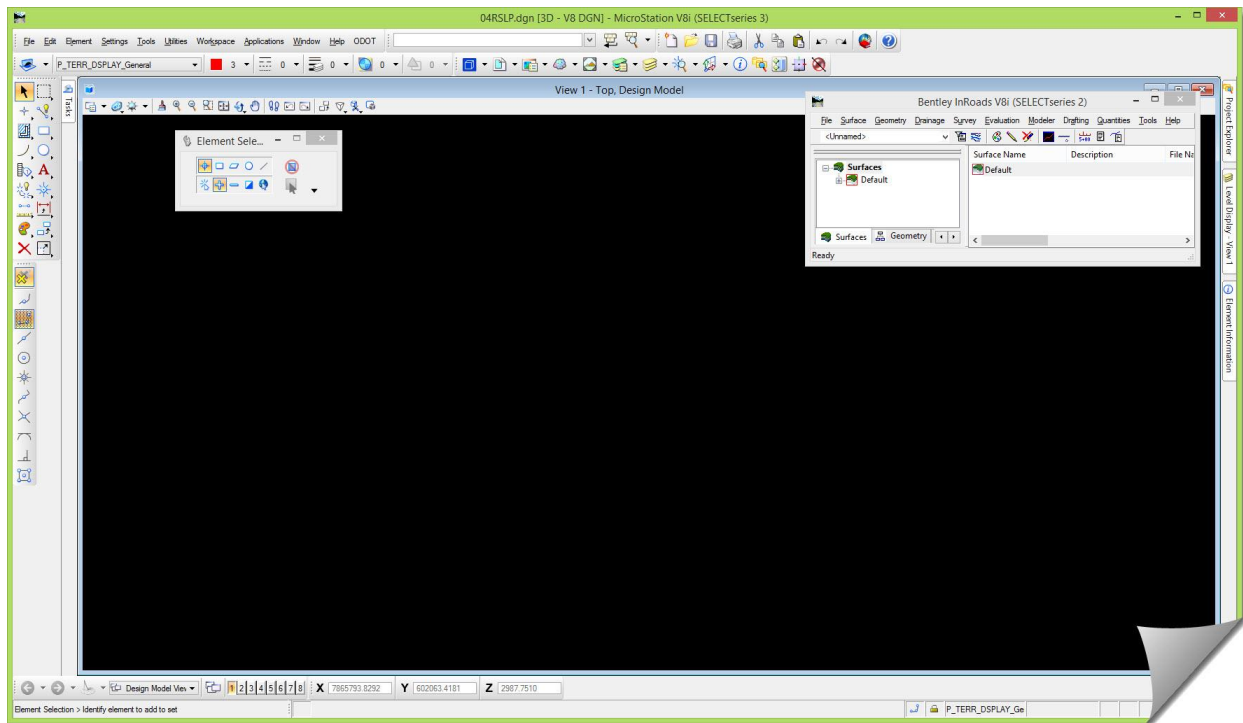 04RSLP.dgn [3D - V8 DGN] - MicroStation V8i (SELECTseries 3)
File Edit Element Settings Tools Utilities Workspace Applications Window Help ODOT
P_TERR_DSPLAY_General 3 0 0 0 0
View 1 - Top, Design Model
Tasks
Element Sele...
Bentley InRoads V8i (SELECTseries 2)
File Surface Geometry Drainage Survey Evaluation Modeler Drafting Quantities Tools Help
<Unnamed>
Surfaces
Default
Surface Name Description File Na
Default
Surfaces Geometry
Ready
Project Explorer
Level Display - View 1
Element Information
Design Model Viev 1 2 3 4 5 6 7 8 X 7865793.8292 Y 602063.4181 Z 2987.7510
Element Selection > Identify element to add to set
P_TERR_DSPLAY_Ge